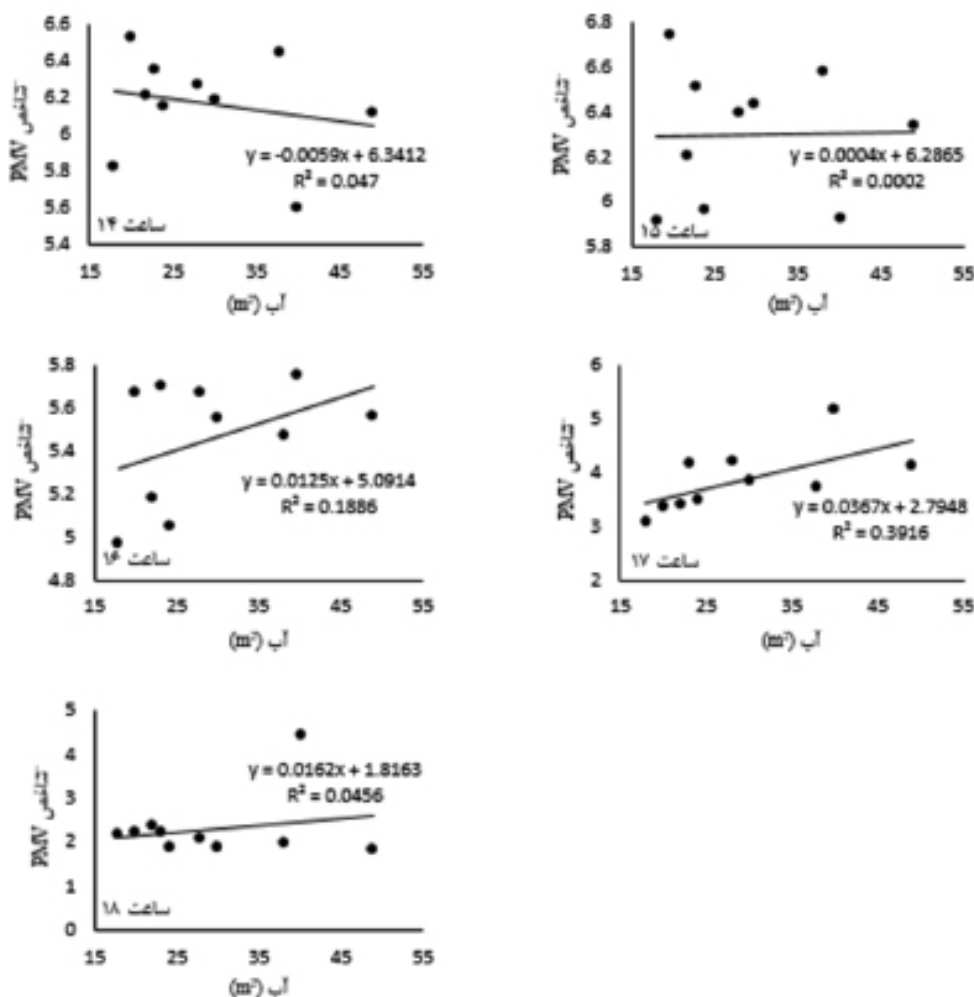 شاخص PMV
6.6
6.4
6.2
6
5.8
5.6
5.4
y = -0.0059x + 6.3412
R² = 0.047
ساعت ۱۴
15 25 35 45 55
آب (m²)
شاخص PMV
6.8
6.6
6.4
6.2
6
5.8
y = 0.0004x + 6.2865
R² = 0.0002
ساعت ۱۵
15 25 35 45 55
آب (m²)
شاخص PMV
5.8
5.6
5.4
5.2
5
4.8
y = 0.0125x + 5.0914
R² = 0.1886
ساعت ۱۶
15 25 35 45 55
آب (m²)
شاخص PMV
6
5
4
3
2
y = 0.0367x + 2.7948
R² = 0.3916
ساعت ۱۷
15 25 35 45 55
آب (m²)
شاخص PMV
5
4
3
2
1
0
y = 0.0162x + 1.8163
R² = 0.0456
ساعت ۱۸
15 25 35 45 55
آب (m²)